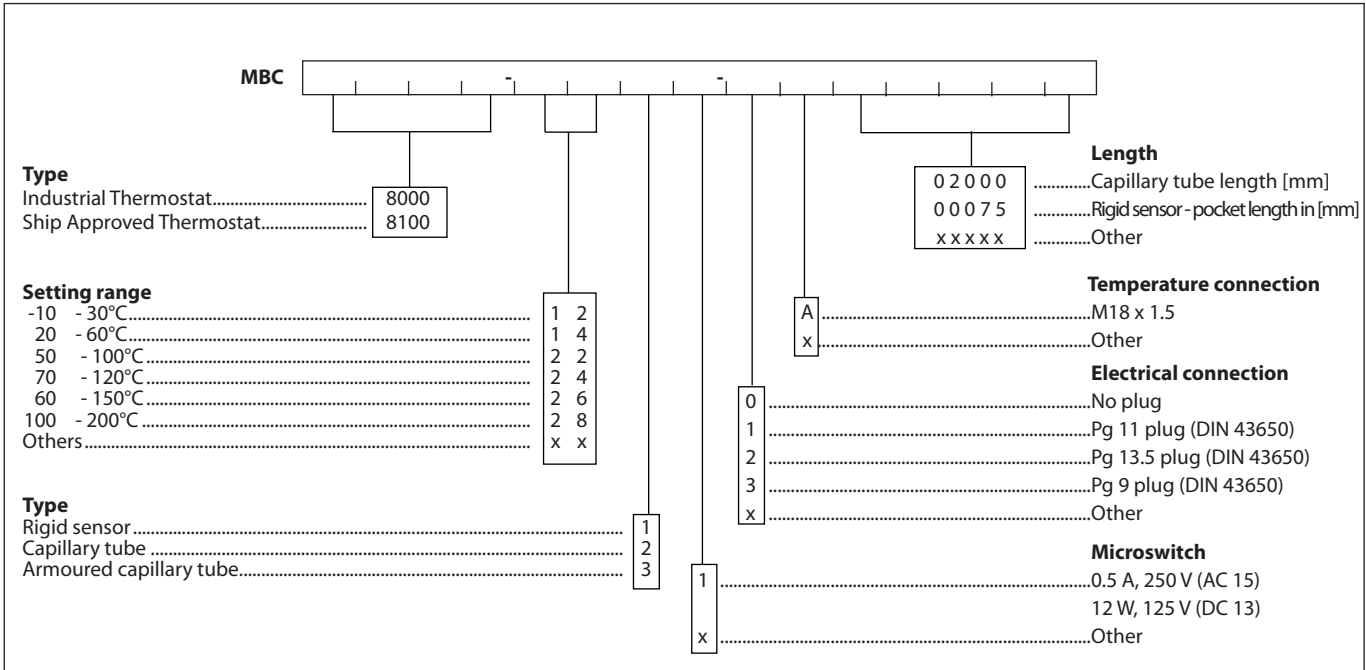 MBC - -
Type
Industrial Thermostat 8000
Ship Approved Thermostat 8100
Setting range
-10 - 30°C 1 2
20 - 60°C 1 4
50 - 100°C 2 2
70 - 120°C 2 4
60 - 150°C 2 6
100 - 200°C 2 8
Others x x
Type
Rigid sensor 1
Capillary tube 2
Armoured capillary tube 3
Length
0 2 0 0 0 Capillary tube length [mm]
0 0 0 7 5 Rigid sensor - pocket length in [mm]
x x x x x Other
Temperature connection
A M18 x 1.5
x Other
Electrical connection
0 No plug
1 Pg 11 plug (DIN 43650)
2 Pg 13.5 plug (DIN 43650)
3 Pg 9 plug (DIN 43650)
x Other
Microswitch
1 0.5 A, 250 V (AC 15)
12 W, 125 V (DC 13)
x Other